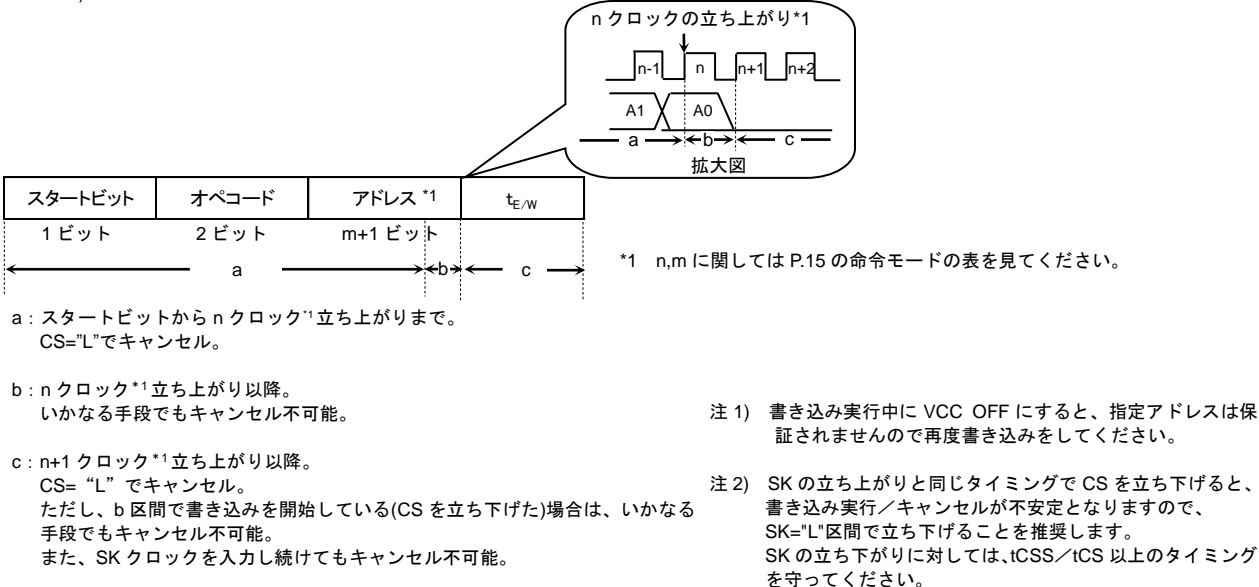 n クロックの立ち上がり*1
n-1 n n+1 n+2
A1 A0
a b c
拡大図
スタートビット オペコード アドレス *1 tE/W
1 ビット 2 ビット m+1 ビット
a b c
*1 n,m に関しては P.15 の命令モードの表を見てください。
a：スタートビットから n クロック*1立ち上がりまで。
CS="L"でキャンセル。
b：n クロック*1立ち上がり以降。
いかなる手段でもキャンセル不可能。
c：n+1 クロック*1立ち上がり以降。
CS= “L” でキャンセル。
ただし、b 区間で書き込みを開始している(CS を立ち下げた)場合は、いかなる
手段でもキャンセル不可能。
また、SK クロックを入力し続けてもキャンセル不可能。
注 1) 書き込み実行中に VCC OFF にすると、指定アドレスは保
証されませんので再度書き込みをしてください。
注 2) SK の立ち上がりと同じタイミングで CS を立ち下げると、
書き込み実行／キャンセルが不安定となりますので、
SK="L"区間で立ち下げることを推奨します。
SK の立ち下がりに対しては、tCSS／tCS 以上のタイミング
を守ってください。